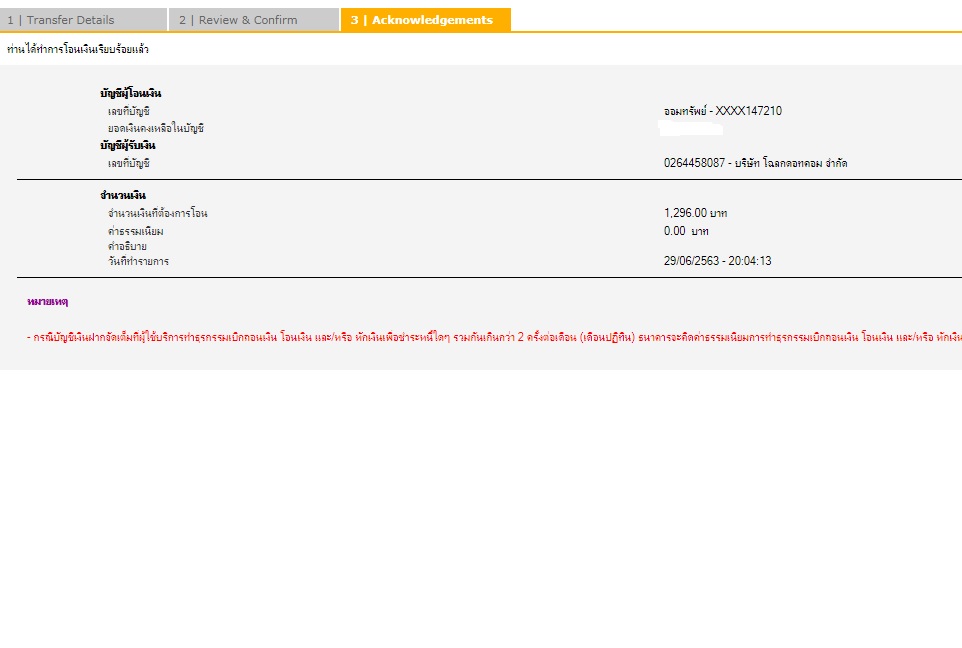 1 | Transfer Details 2 | Review & Confirm 3 | Acknowledgements
ท่านได้ทำการโอนเงินเรียบร้อยแล้ว
บัญชีผู้โอนเงิน
เลขที่บัญชี ออมทรัพย์ - XXXX147210
ยอดเงินคงเหลือในบัญชี
บัญชีผู้รับเงิน
เลขที่บัญชี 0264458087 - บริษัท โฉลกดอทคอม จำกัด
จำนวนเงิน
จำนวนเงินที่ต้องการโอน 1,296.00 บาท
ค่าธรรมเนียม 0.00 บาท
คำอธิบาย
วันที่ทำรายการ 29/06/2563 - 20:04:13
หมายเหตุ
- กรณีบัญชีเงินฝากจัดเต็มที่ผู้ใช้บริการทำธุรกรรมเบิกถอนเงิน โอนเงิน และ/หรือ หักเงินเพื่อชำระหนี้ใดๆ รวมกันเกินกว่า 2 ครั้งต่อเดือน (เดือนปฏิทิน) ธนาคารจะคิดค่าธรรมเนียมการทำธุรกรรมเบิกถอนเงิน โอนเงิน และ/หรือ หักเงิน